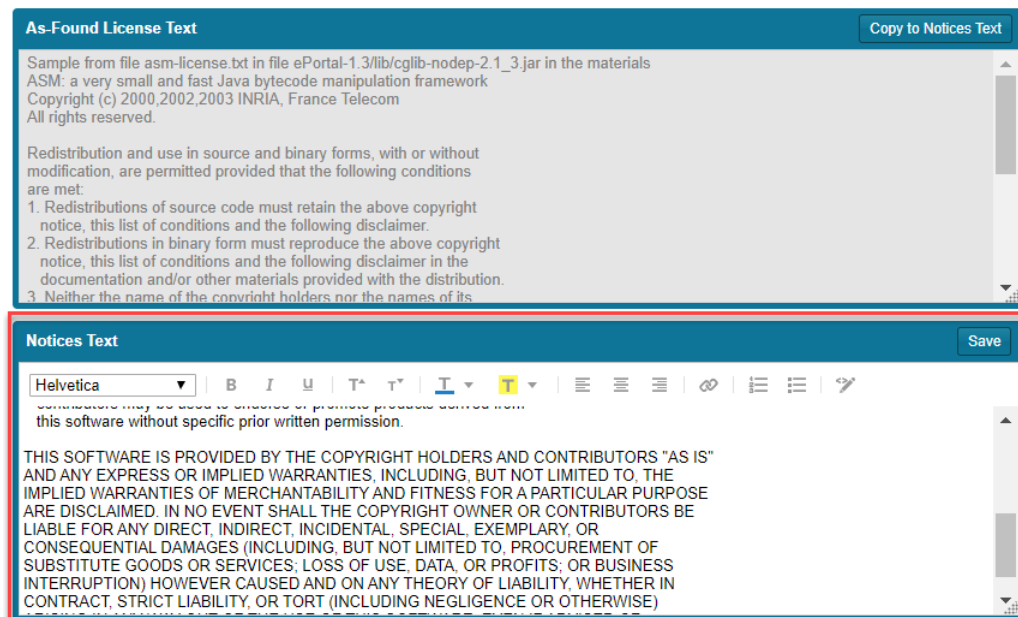 As-Found License Text
Copy to Notices Text
Sample from file asm-license.txt in file ePortal-1.3/lib/cglib-nodep-2.1_3.jar in the materials
ASM: a very small and fast Java bytecode manipulation framework
Copyright (c) 2000,2002,2003 INRIA, France Telecom
All rights reserved.
Redistribution and use in source and binary forms, with or without
modification, are permitted provided that the following conditions
are met:
1. Redistributions of source code must retain the above copyright
notice, this list of conditions and the following disclaimer.
2. Redistributions in binary form must reproduce the above copyright
notice, this list of conditions and the following disclaimer in the
documentation and/or other materials provided with the distribution.
3. Neither the name of the copyright holders nor the names of its
Notices Text
Save
Helvetica
B I U T T T T
contributors may be used to endorse or promote products derived from
this software without specific prior written permission.
THIS SOFTWARE IS PROVIDED BY THE COPYRIGHT HOLDERS AND CONTRIBUTORS "AS IS"
AND ANY EXPRESS OR IMPLIED WARRANTIES, INCLUDING, BUT NOT LIMITED TO, THE
IMPLIED WARRANTIES OF MERCHANTABILITY AND FITNESS FOR A PARTICULAR PURPOSE
ARE DISCLAIMED. IN NO EVENT SHALL THE COPYRIGHT OWNER OR CONTRIBUTORS BE
LIABLE FOR ANY DIRECT, INDIRECT, INCIDENTAL, SPECIAL, EXEMPLARY, OR
CONSEQUENTIAL DAMAGES (INCLUDING, BUT NOT LIMITED TO, PROCUREMENT OF
SUBSTITUTE GOODS OR SERVICES; LOSS OF USE, DATA, OR PROFITS; OR BUSINESS
INTERRUPTION) HOWEVER CAUSED AND ON ANY THEORY OF LIABILITY, WHETHER IN
CONTRACT, STRICT LIABILITY, OR TORT (INCLUDING NEGLIGENCE OR OTHERWISE)